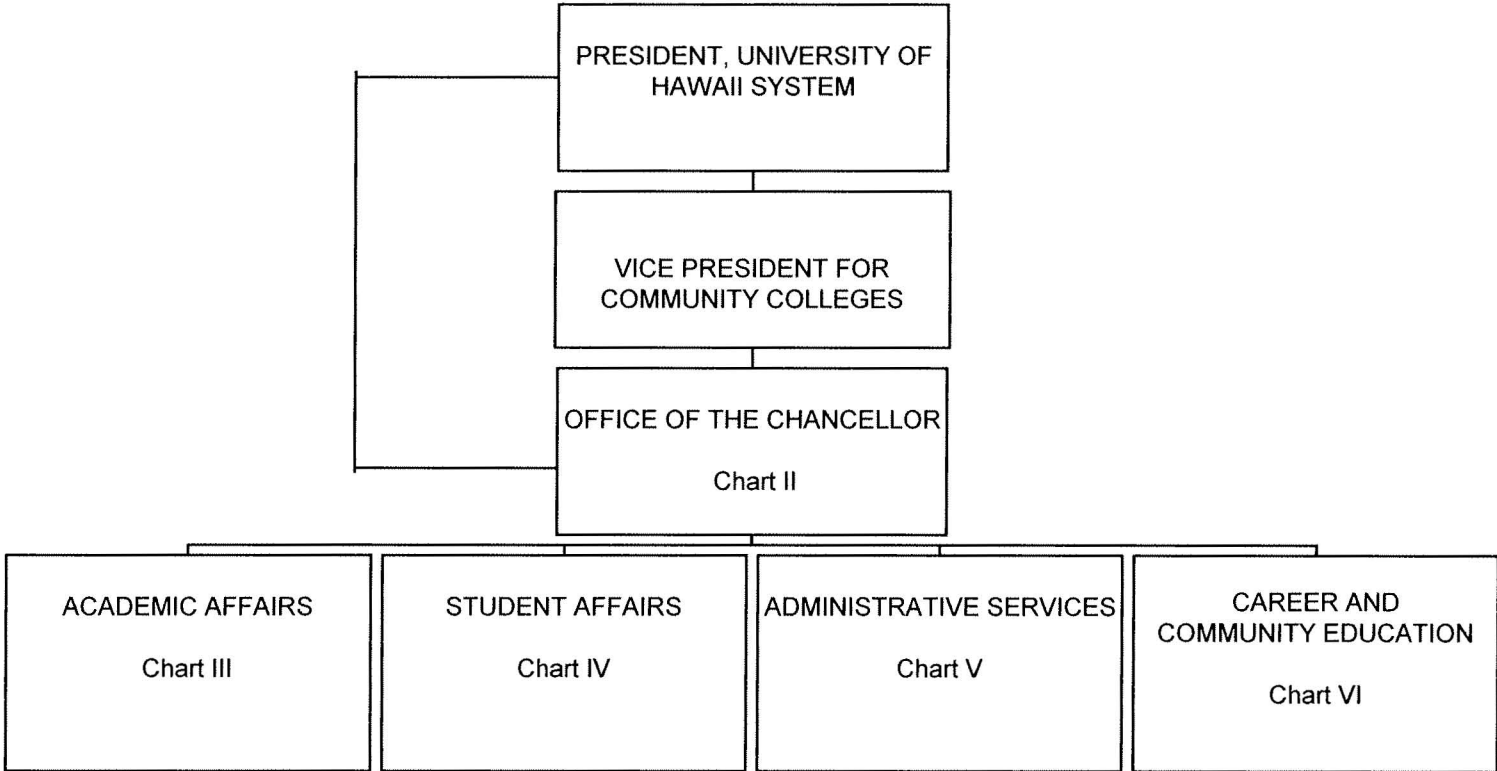 PRESIDENT, UNIVERSITY OF
HAWAII SYSTEM
VICE PRESIDENT FOR
COMMUNITY COLLEGES
OFFICE OF THE CHANCELLOR
Chart II
ACADEMIC AFFAIRS
Chart III
STUDENT AFFAIRS
Chart IV
ADMINISTRATIVE SERVICES
Chart V
CAREER AND
COMMUNITY EDUCATION
Chart VI